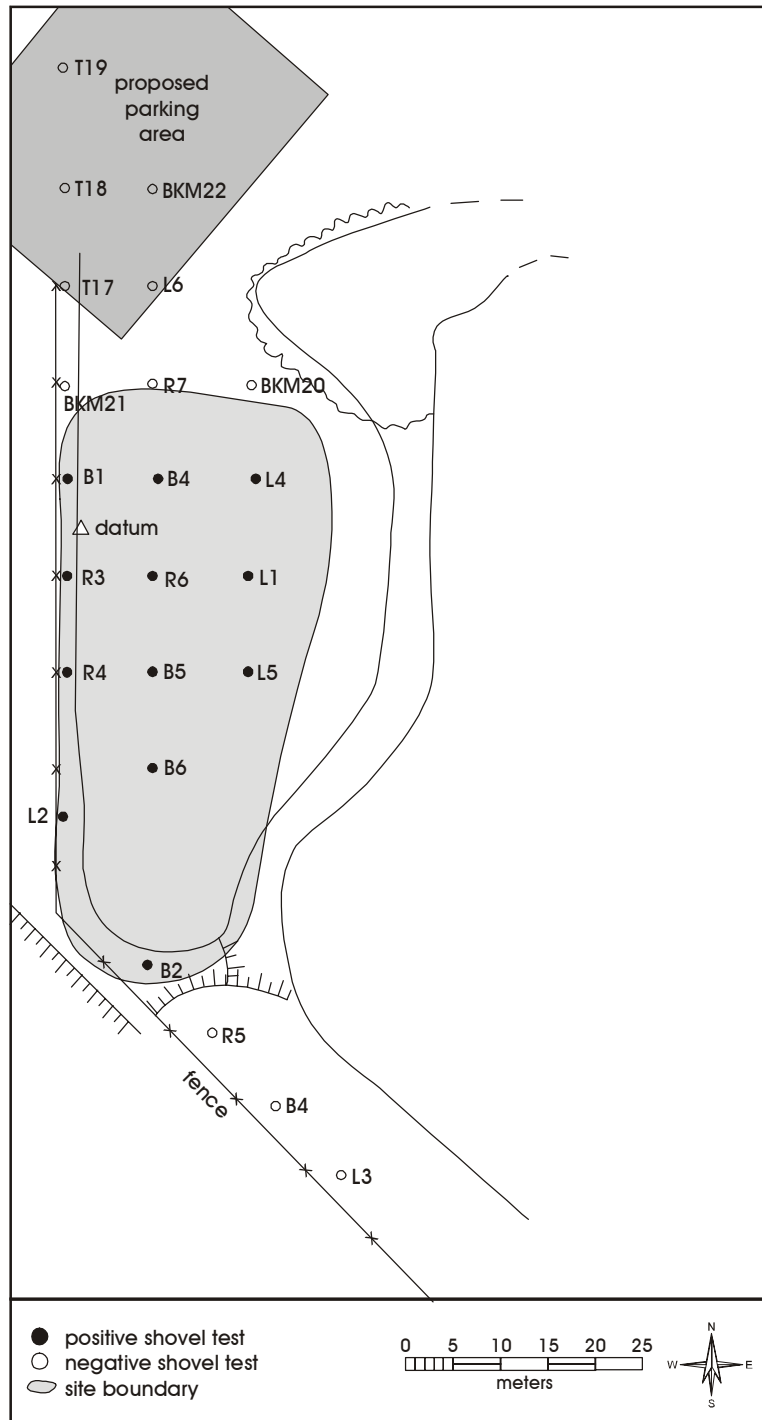 T19
proposed
parking
area
T18
BKM22
T17
L6
BKM21
R7
BKM20
B1
B4
L4
datum
R3
R6
L1
R4
B5
L5
B6
L2
B2
R5
fence
B4
L3
positive shovel test
negative shovel test
site boundary
0 5 10 15 20 25
meters
N
W E
S